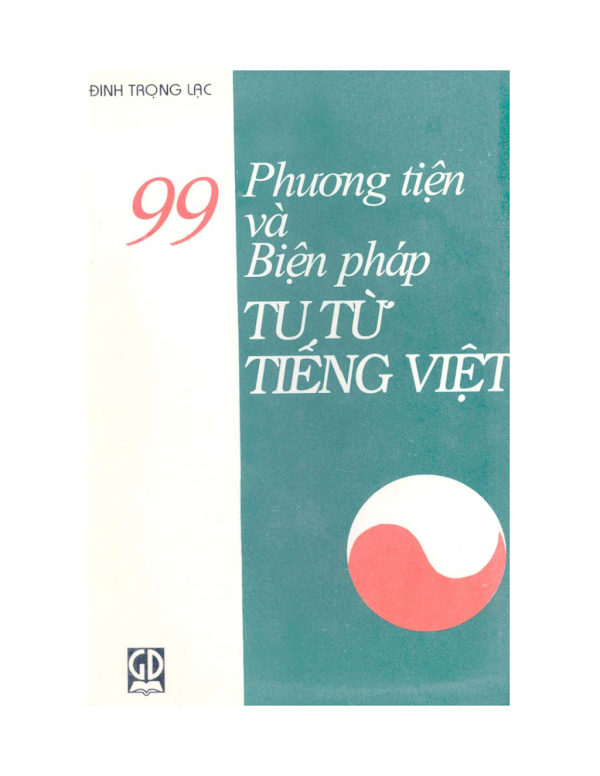 ĐINH TRỌNG LẠC
99 Phương tiện
và
Biện pháp
TU TỪ
TIẾNG VIỆT
GD